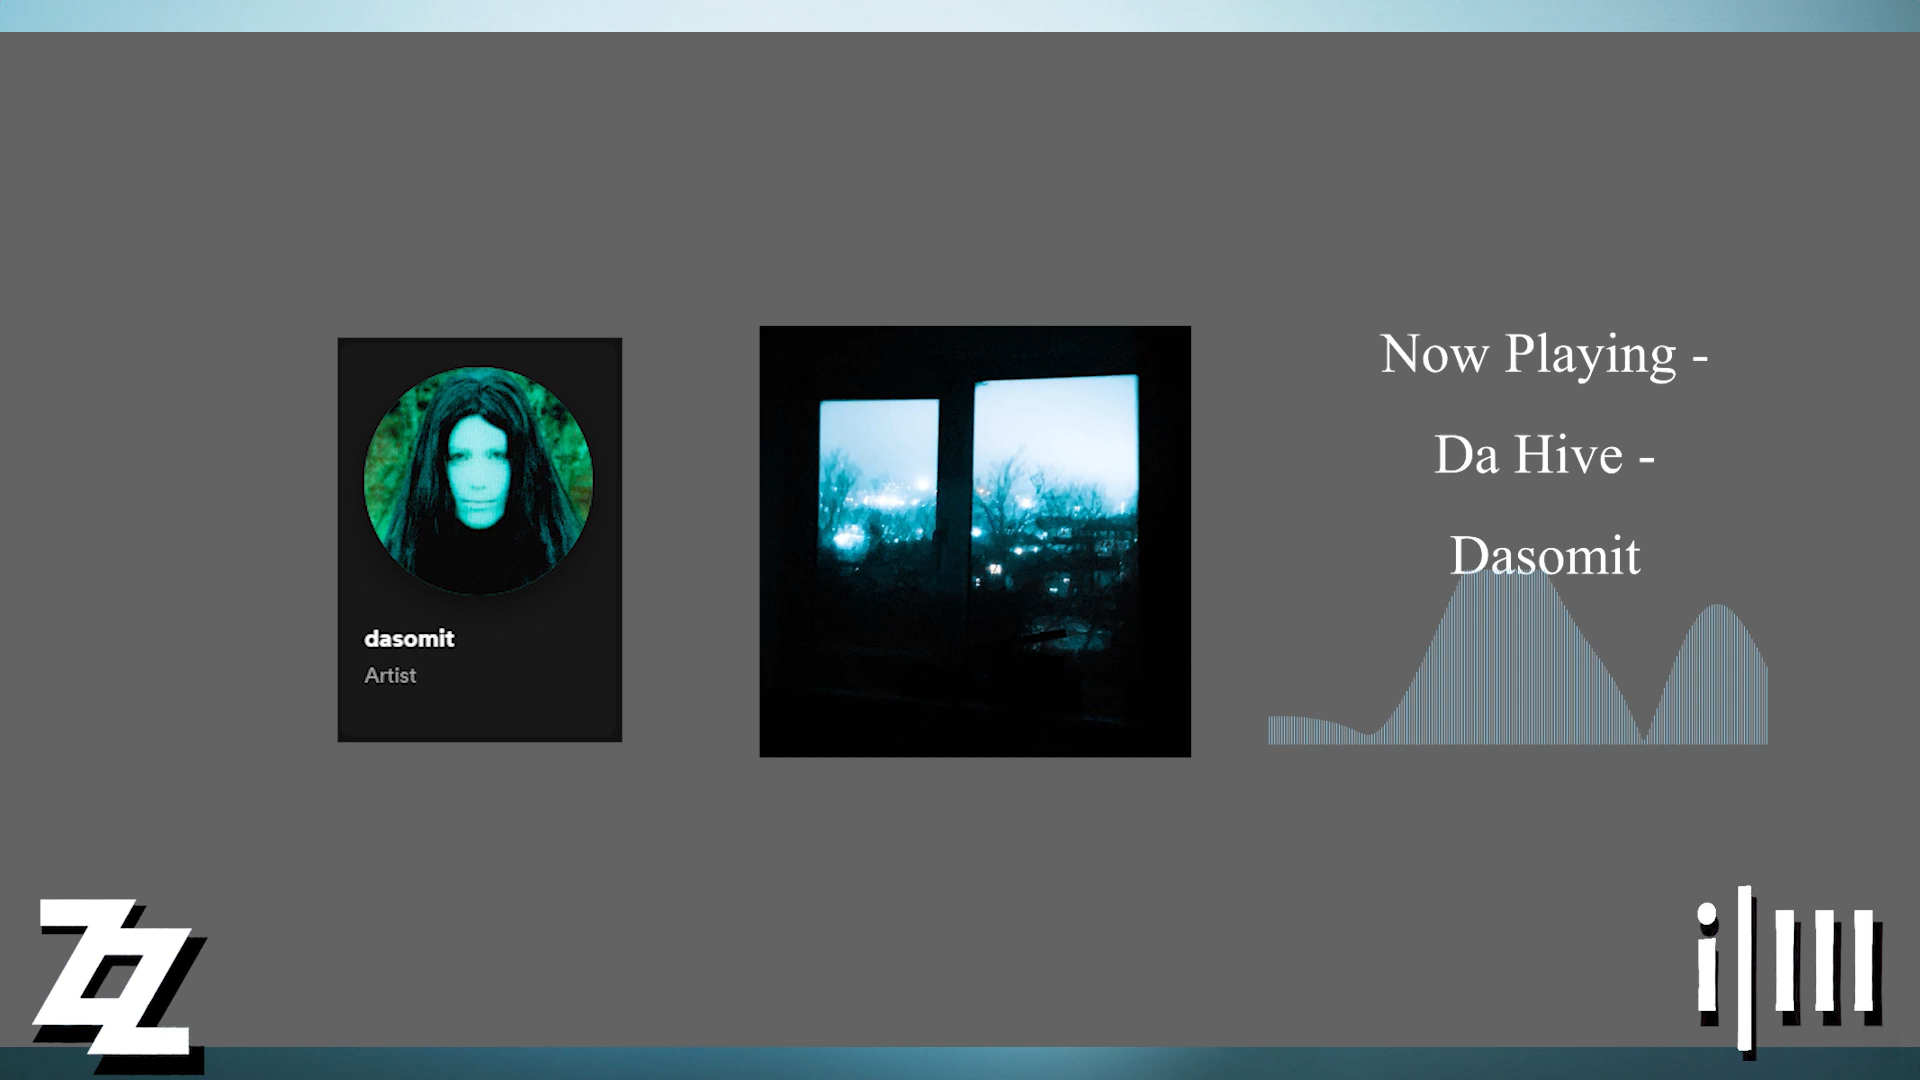 dasomit
Artist
Now Playing -
Da Hive -
Dasomit